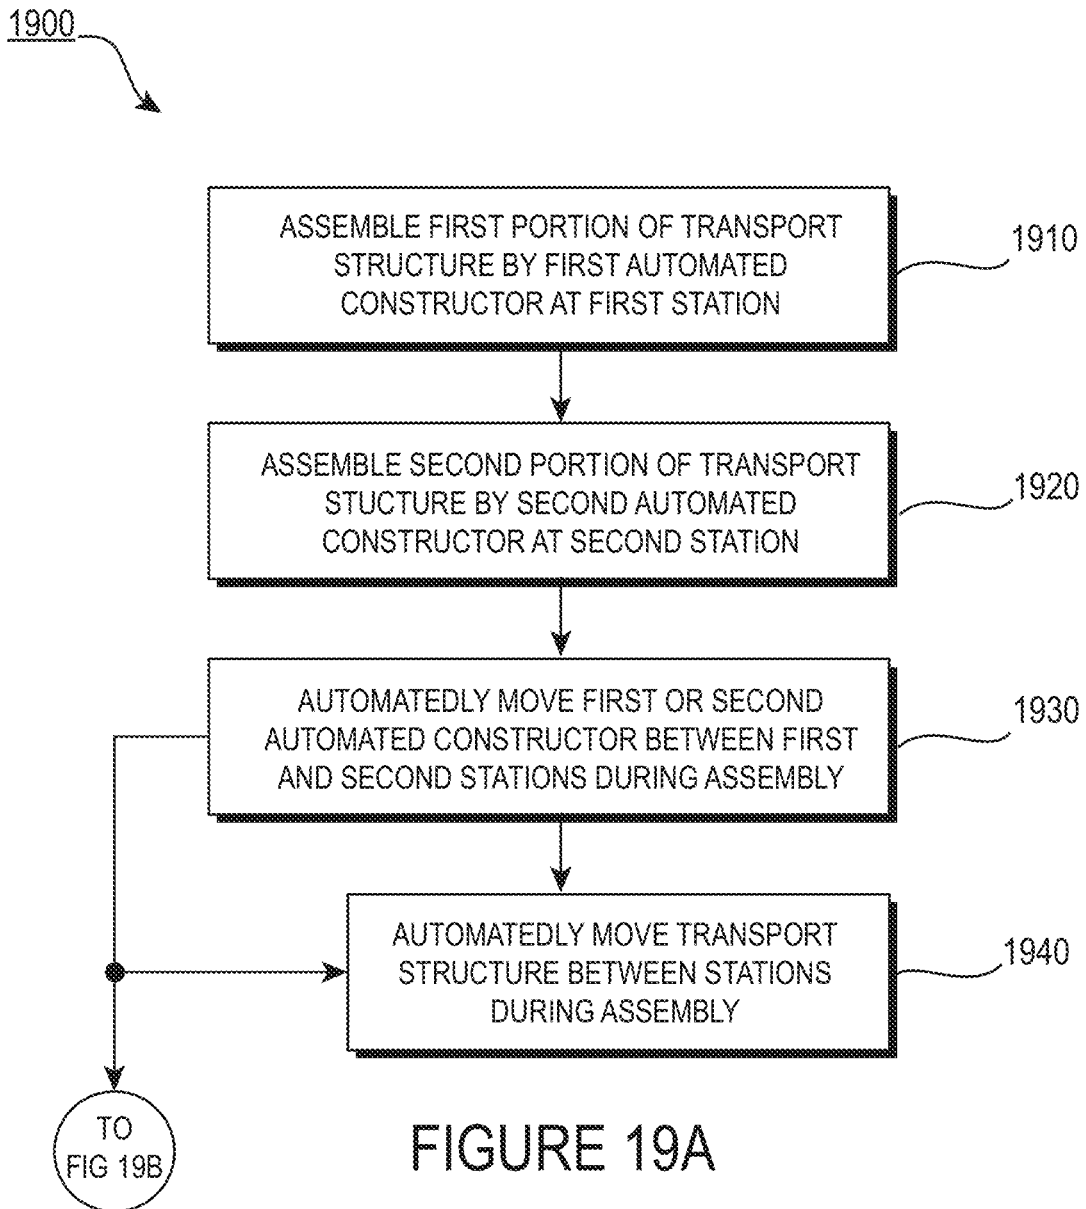 1900
ASSEMBLE FIRST PORTION OF TRANSPORT
STRUCTURE BY FIRST AUTOMATED
CONSTRUCTOR AT FIRST STATION
1910
ASSEMBLE SECOND PORTION OF TRANSPORT
STUCTURE BY SECOND AUTOMATED
CONSTRUCTOR AT SECOND STATION
1920
AUTOMATEDLY MOVE FIRST OR SECOND
AUTOMATED CONSTRUCTOR BETWEEN FIRST
AND SECOND STATIONS DURING ASSEMBLY
1930
AUTOMATEDLY MOVE TRANSPORT
STRUCTURE BETWEEN STATIONS
DURING ASSEMBLY
1940
TO
FIG 19B
FIGURE 19A